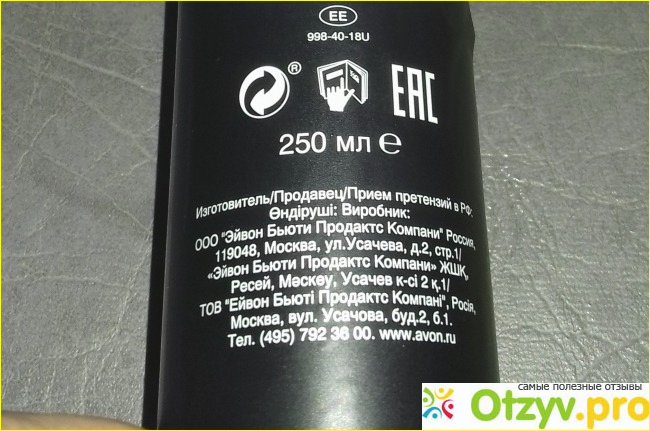 EE
998-40-18U
®
EAC
250 мл ℮
Изготовитель/Продавец/Прием претензий в РФ:
Өндіруші: Виробник:
ООО "Эйвон Бьюти Продактс Компани" Россия,
119048, Москва, ул.Усачева, д.2, стр.1/
«Эйвон Бьюти Продактс Компани» ЖШҚ,
Ресей, Мәскеу, Усачев к-сі 2 қ.1/
ТОВ "Ейвон Бьюті Продактс Компані", Росія,
Москва, вул. Усачова, буд.2, б.1.
Тел. (495) 792 36 00. www.avon.ru
самые полезные отзывы
Otzyv.pro